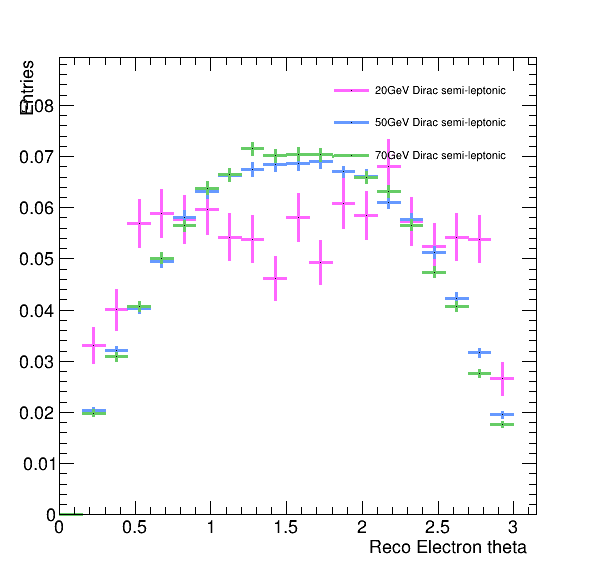 Entries
20GeV Dirac semi-leptonic
50GeV Dirac semi-leptonic
70GeV Dirac semi-leptonic
0.08
0.07
0.06
0.05
0.04
0.03
0.02
0.01
0
0 0.5 1 1.5 2 2.5 3
Reco Electron theta